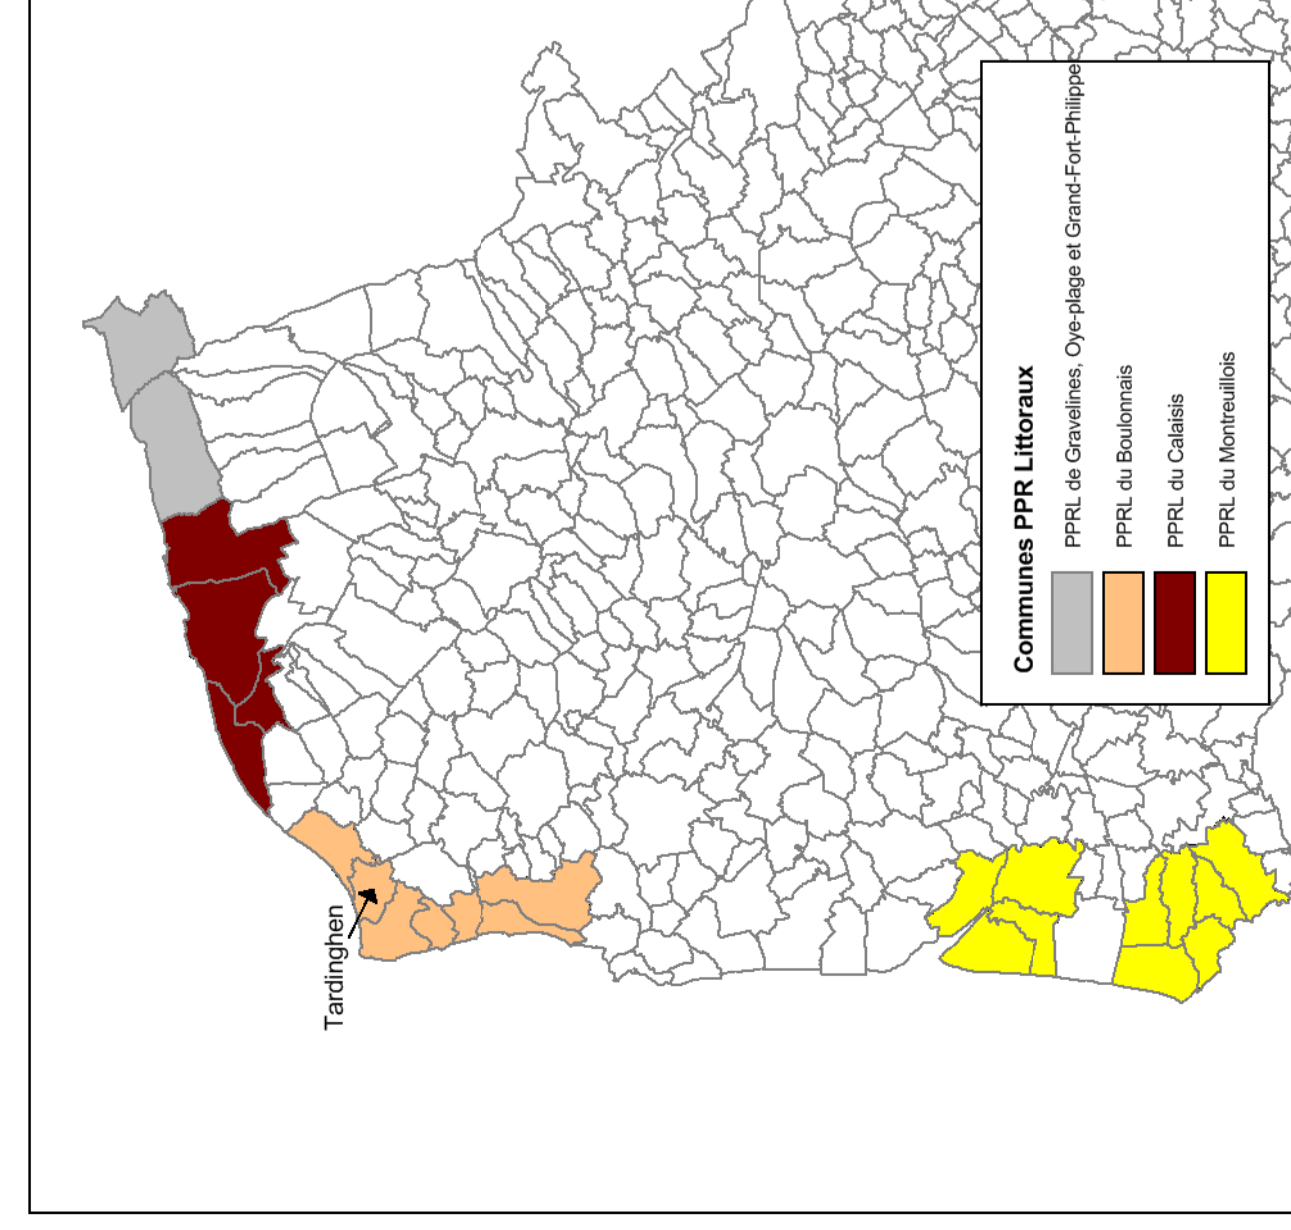 Tardinghen
Communes PPR Littoraux
PPRL de Gravelines, Oye-plage et Grand-Fort-Philippe
PPRL du Boulonnais
PPRL du Calaisis
PPRL du Montreuillois